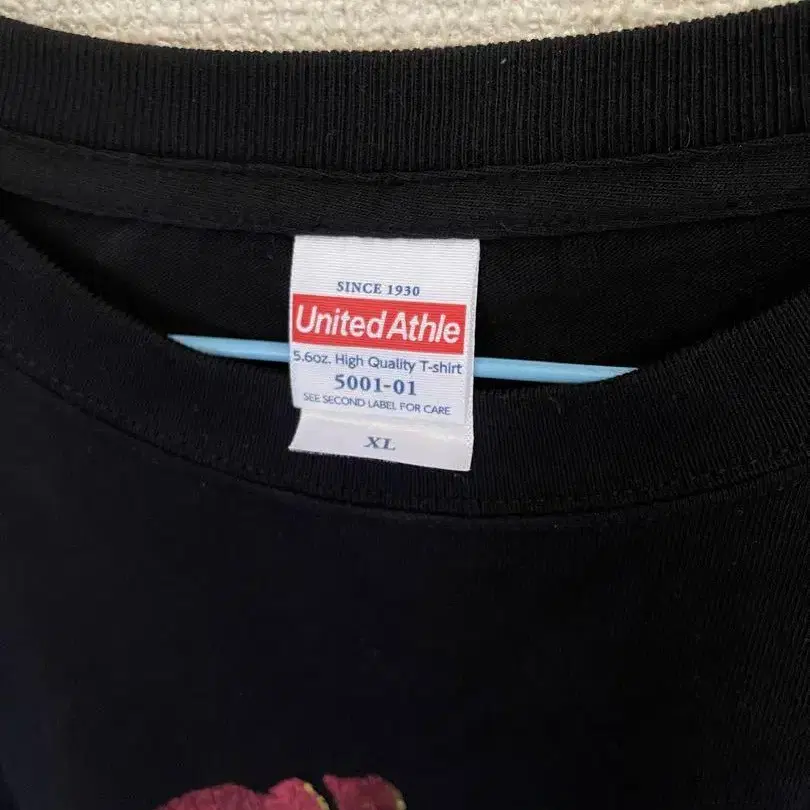 SINCE 1930
United Athle
5.6oz. High Quality T-shirt
5001-01
SEE SECOND LABEL FOR CARE
XL